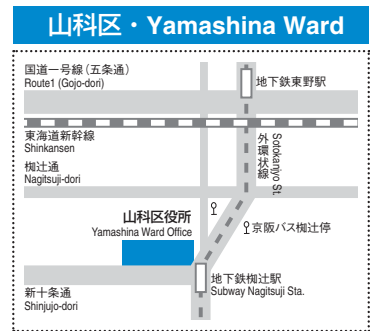 山科区・Yamashina Ward
国道一号線（五条通）
Route1 (Gojo-dori)
地下鉄東野駅
東海道新幹線
Shinkansen
外環状線
Sotokanjyo St.
椥辻通
Nagitsuji-dori
山科区役所
Yamashina Ward Office
京阪バス椥辻停
地下鉄椥辻駅
Subway Nagitsuji Sta.
新十条通
Shinjujo-dori